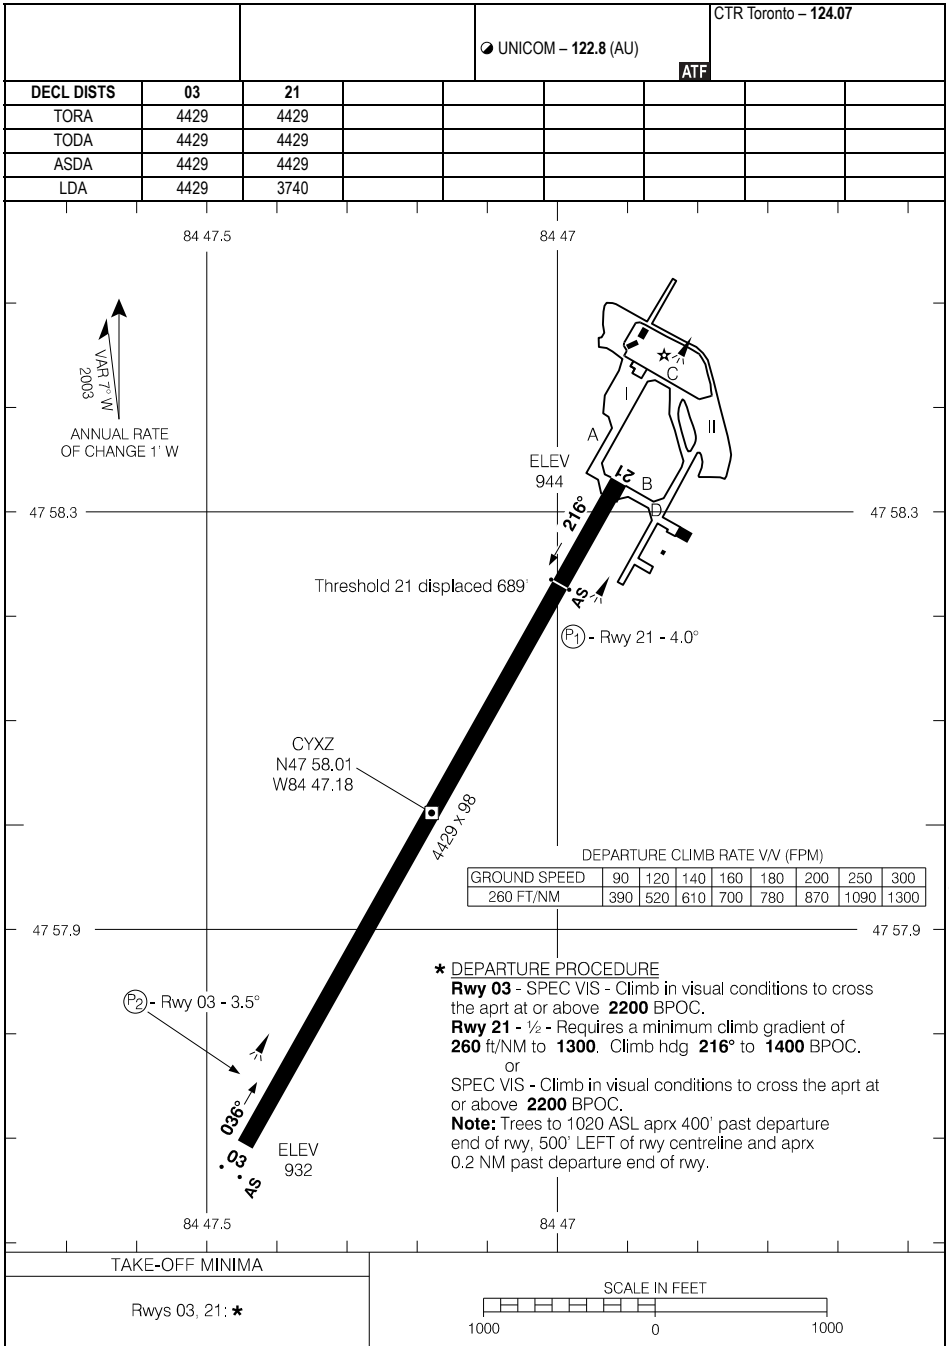 CTR Toronto – 124.07
UNICOM – 122.8 (AU)
ATF
DECL DISTS 03 21
TORA 4429 4429
TODA 4429 4429
ASDA 4429 4429
LDA 4429 3740
84 47.5 84 47
VAR 7° W
2003
ANNUAL RATE
OF CHANGE 1' W
C
I
II
A
ELEV
944
21
B
D
47 58.3 47 58.3
216°
Threshold 21 displaced 689'
AS
P1 - Rwy 21 - 4.0°
CYXZ
N47 58.01
W84 47.18
4429 x 98
DEPARTURE CLIMB RATE V/V (FPM)
GROUND SPEED 90 120 140 160 180 200 250 300
260 FT/NM 390 520 610 700 780 870 1090 1300
47 57.9 47 57.9
* DEPARTURE PROCEDURE
Rwy 03 - SPEC VIS - Climb in visual conditions to cross
the aprt at or above 2200 BPOC.
Rwy 21 - ½ - Requires a minimum climb gradient of
260 ft/NM to 1300. Climb hdg 216° to 1400 BPOC.
or
SPEC VIS - Climb in visual conditions to cross the aprt at
or above 2200 BPOC.
Note: Trees to 1020 ASL aprx 400' past departure
end of rwy, 500' LEFT of rwy centreline and aprx
0.2 NM past departure end of rwy.
P2 - Rwy 03 - 3.5°
036°
03
AS
ELEV
932
84 47.5 84 47
TAKE-OFF MINIMA
Rwys 03, 21: *
SCALE IN FEET
1000 0 1000